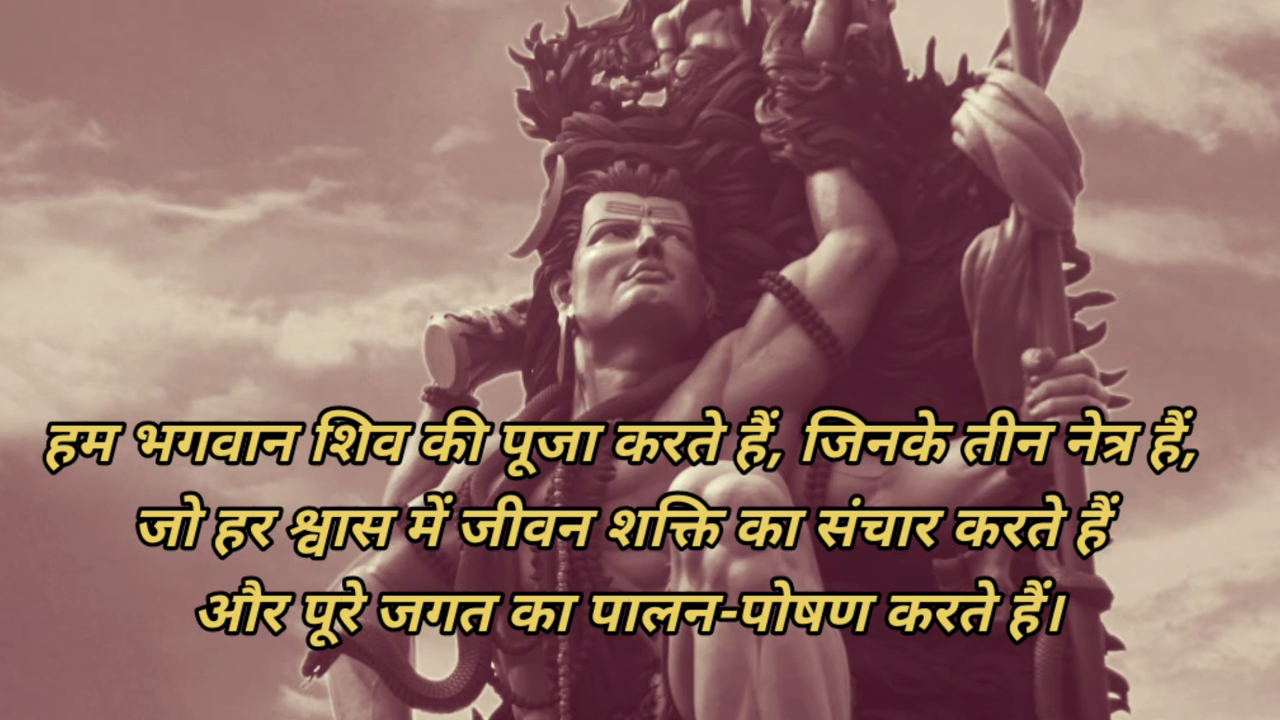 हम भगवान शिव की पूजा करते हैं, जिनके तीन नेत्र हैं,
जो हर श्वास में जीवन शक्ति का संचार करते हैं
और पूरे जगत का पालन-पोषण करते हैं।